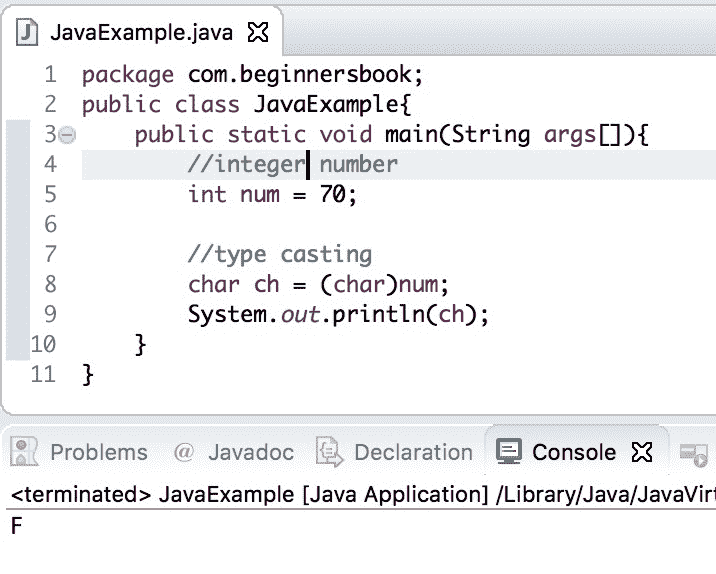 JavaExample.java
1 package com.beginnersbook;
2 public class JavaExample{
3 public static void main(String args[]){
4 //integer number
5 int num = 70;
6
7 //type casting
8 char ch = (char)num;
9 System.out.println(ch);
10 }
11 }
Problems @ Javadoc Declaration Console
<terminated> JavaExample [Java Application] /Library/Java/JavaVirt
F